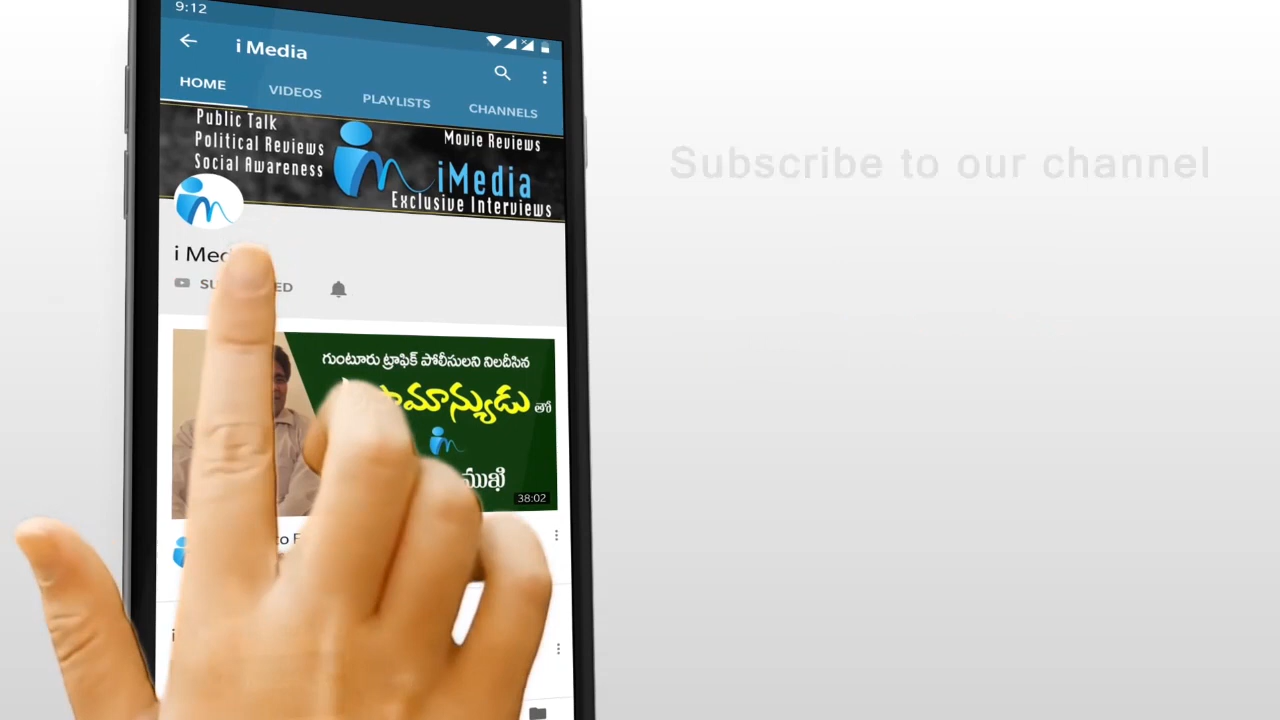 9:12
i Media
HOME VIDEOS PLAYLISTS CHANNELS
Public Talk
Political Reviews
Social Awareness
Movie Reviews
iMedia
Exclusive Interviews
Subscribe to our channel
గుంటూరు ట్రాఫిక్ పోలీసులని నిలదీసిన
తో
38:02